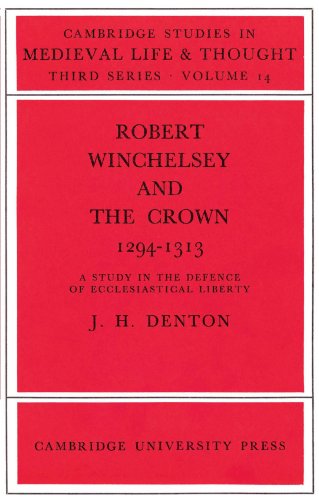 CAMBRIDGE STUDIES IN
MEDIEVAL LIFE & THOUGHT
THIRD SERIES · VOLUME 14
ROBERT
WINCHELSEY
AND
THE CROWN
1294-1313
A STUDY IN THE DEFENCE
OF ECCLESIASTICAL LIBERTY
J. H. DENTON
CAMBRIDGE UNIVERSITY PRESS